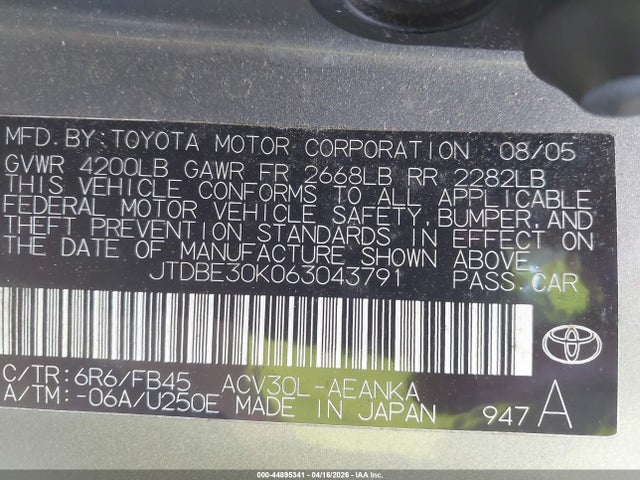 MFD. BY TOYOTA MOTOR CORPORATION 08/05
GVWR 4200LB GAWR FR 2668LB RR 2282LB
THIS VEHICLE CONFORMS TO ALL APPLICABLE
FEDERAL MOTOR VEHICLE SAFETY, BUMPER, AND
THEFT PREVENTION STANDARDS IN EFFECT ON
THE DATE OF MANUFACTURE SHOWN ABOVE.
JTDBE30K063043791 PASS. CAR
C/TR: 6R6/FB45 ACV30L-AEANKA
A/TM: -06A/U250E MADE IN JAPAN 947 A
000-44895341 - 04/16/2026 - IAA Inc.